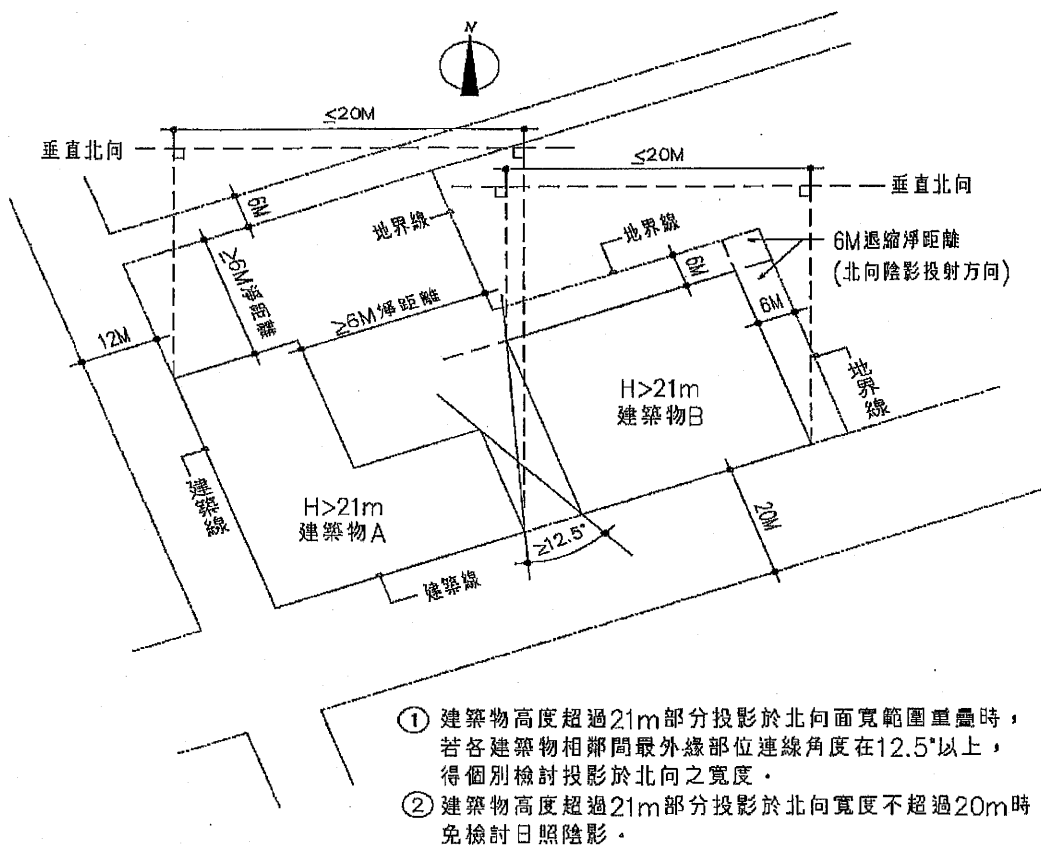 N
≤20M
垂直北向
≤20M
垂直北向
6M
地界線
地界線
6M退縮淨距離
(北向陰影投射方向)
≥6M淨距離
≥6M淨距離
6M
6M
12M
H>21m
建築物B
地界線
建築線
H>21m
建築物A
≥12.5°
20M
建築線
① 建築物高度超過21m部分投影於北向面寬範圍重疊時，
若各建築物相鄰間最外緣部位連線角度在12.5°以上，
得個別檢討投影於北向之寬度。
② 建築物高度超過21m部分投影於北向寬度不超過20m時
免檢討日照陰影。